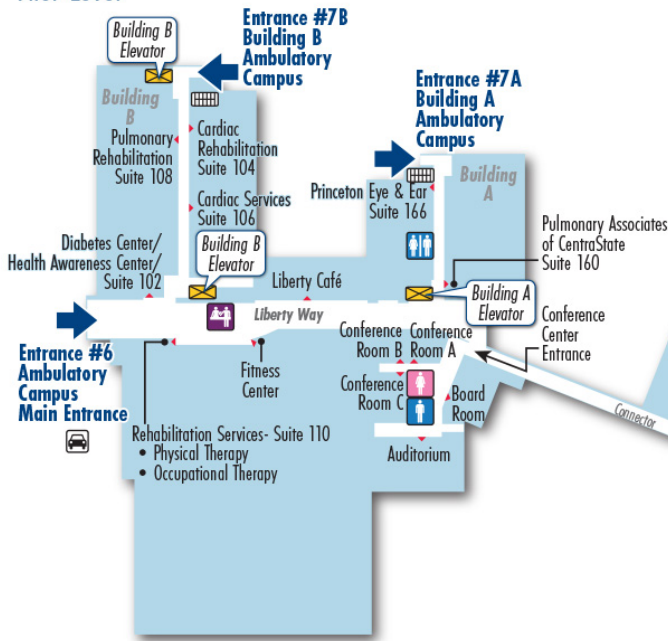 Building B
Elevator
Entrance #7B
Building B
Ambulatory
Campus
Entrance #7A
Building A
Ambulatory
Campus
Building
B
Pulmonary
Rehabilitation
Suite 108
Cardiac
Rehabilitation
Suite 104
Cardiac Services
Suite 106
Princeton Eye & Ear
Suite 166
Building
A
Pulmonary Associates
of CentraState
Suite 160
Diabetes Center/
Health Awareness Center/
Suite 102
Building B
Elevator
Liberty Café
Building A
Elevator
Liberty Way
Conference
Center
Entrance
Entrance #6
Ambulatory
Campus
Main Entrance
Fitness
Center
Conference
Room B
Conference
Room A
Conference
Room C
Board
Room
Connector
Rehabilitation Services- Suite 110
• Physical Therapy
• Occupational Therapy
Auditorium